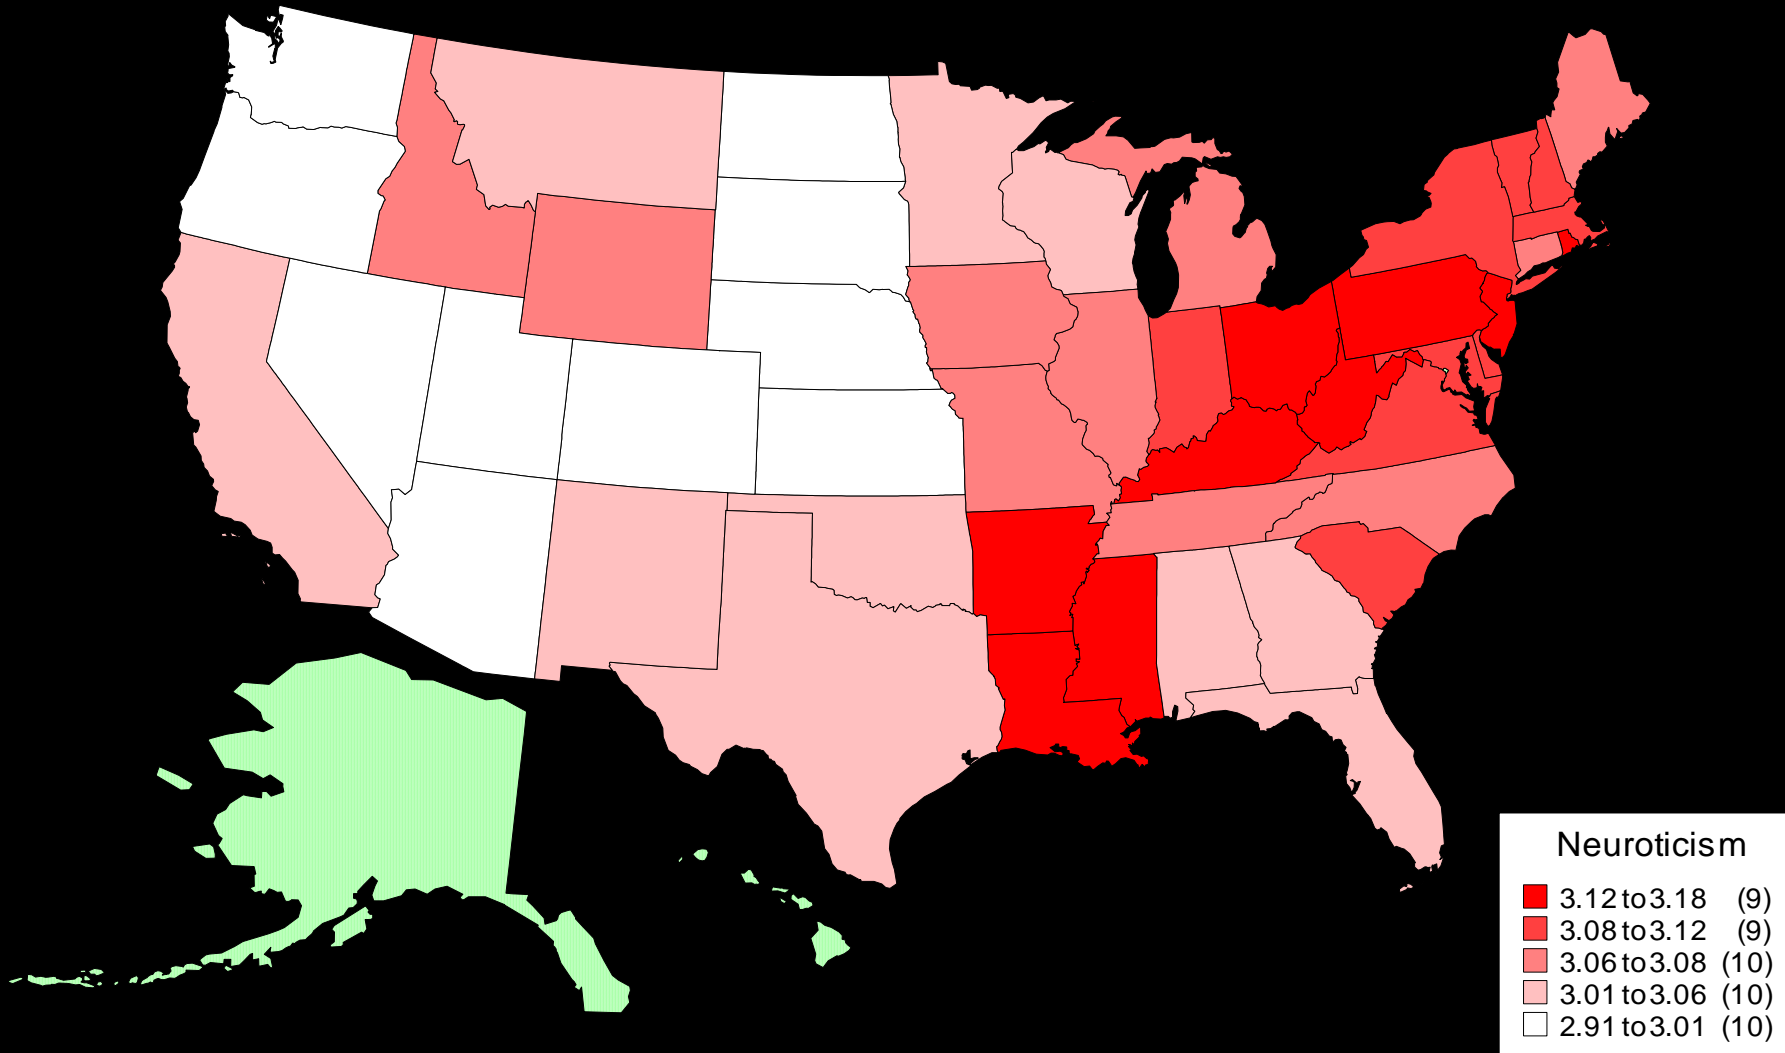 Neuroticism
3.12 to 3.18 (9)
3.08 to 3.12 (9)
3.06 to 3.08 (10)
3.01 to 3.06 (10)
2.91 to 3.01 (10)